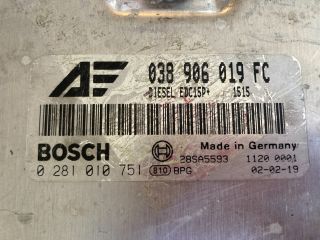 038 906 019 FC
DIESEL EDC15P+ 1515
BOSCH
Made in Germany
28SA5593 1120 0001
0 281 010 751 810 BPG 02-02-19